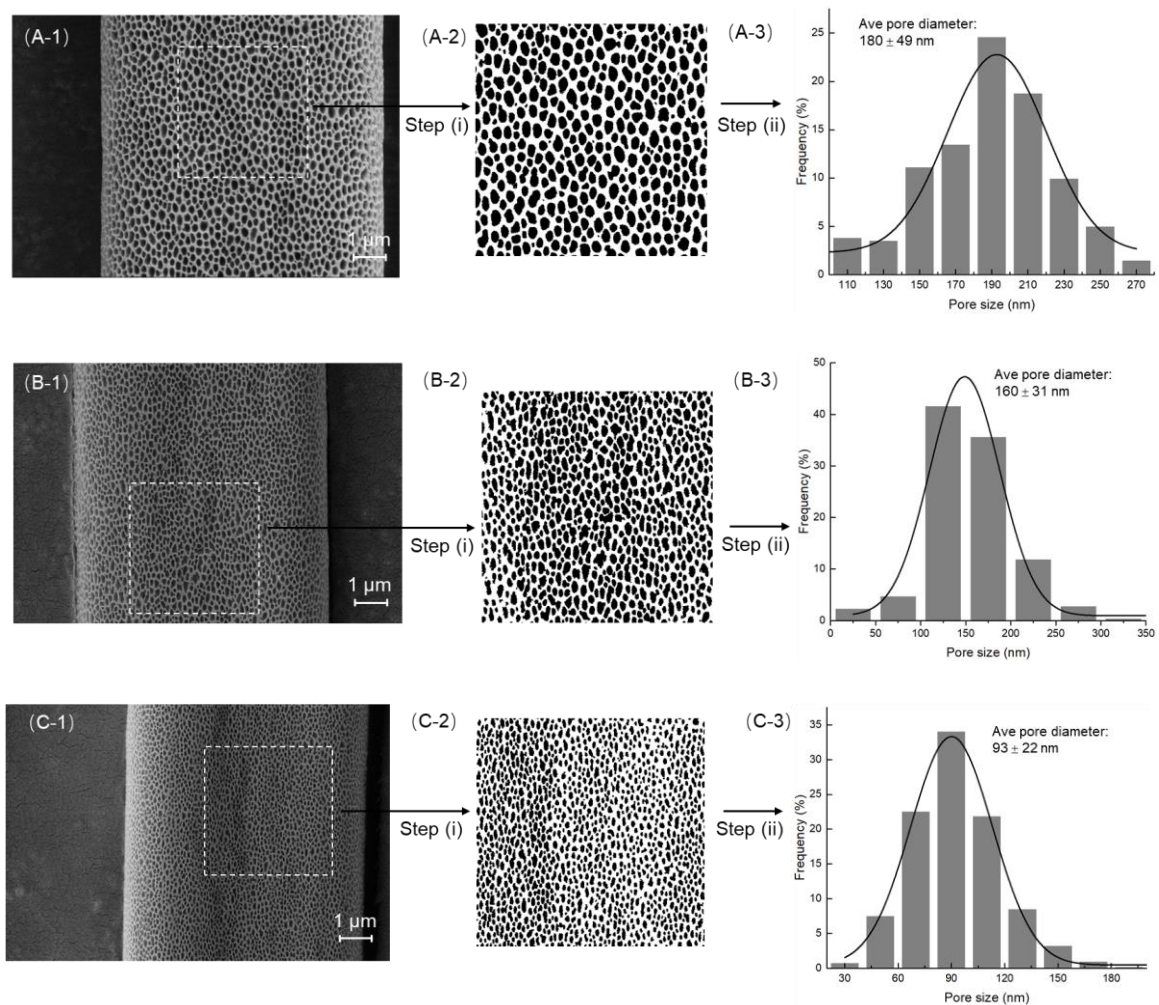 (A-1)
1 µm
Step (i)
(A-2)
(A-3)
Step (ii)
Ave pore diameter:
180 ± 49 nm
Frequency (%)
25
20
15
10
5
0
110 130 150 170 190 210 230 250 270
Pore size (nm)
(B-1)
1 µm
Step (i)
(B-2)
(B-3)
Step (ii)
Ave pore diameter:
160 ± 31 nm
Frequency (%)
50
40
30
20
10
0
0 50 100 150 200 250 300 350
Pore size (nm)
(C-1)
1 µm
Step (i)
(C-2)
(C-3)
Step (ii)
Ave pore diameter:
93 ± 22 nm
Frequency (%)
35
30
25
20
15
10
5
0
30 60 90 120 150 180
Pore size (nm)